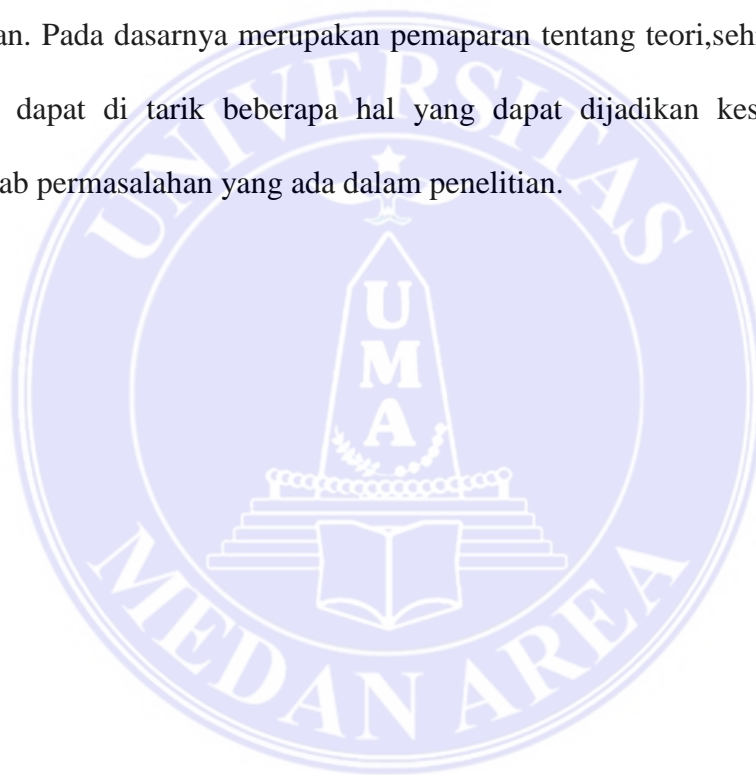 an. Pada dasarnya merupakan pemaparan tentang teori,seh
dapat di tarik beberapa hal yang dapat dijadikan kes
ab permasalahan yang ada dalam penelitian.
UNIVERSITAS
U
M
A
MEDAN AREA